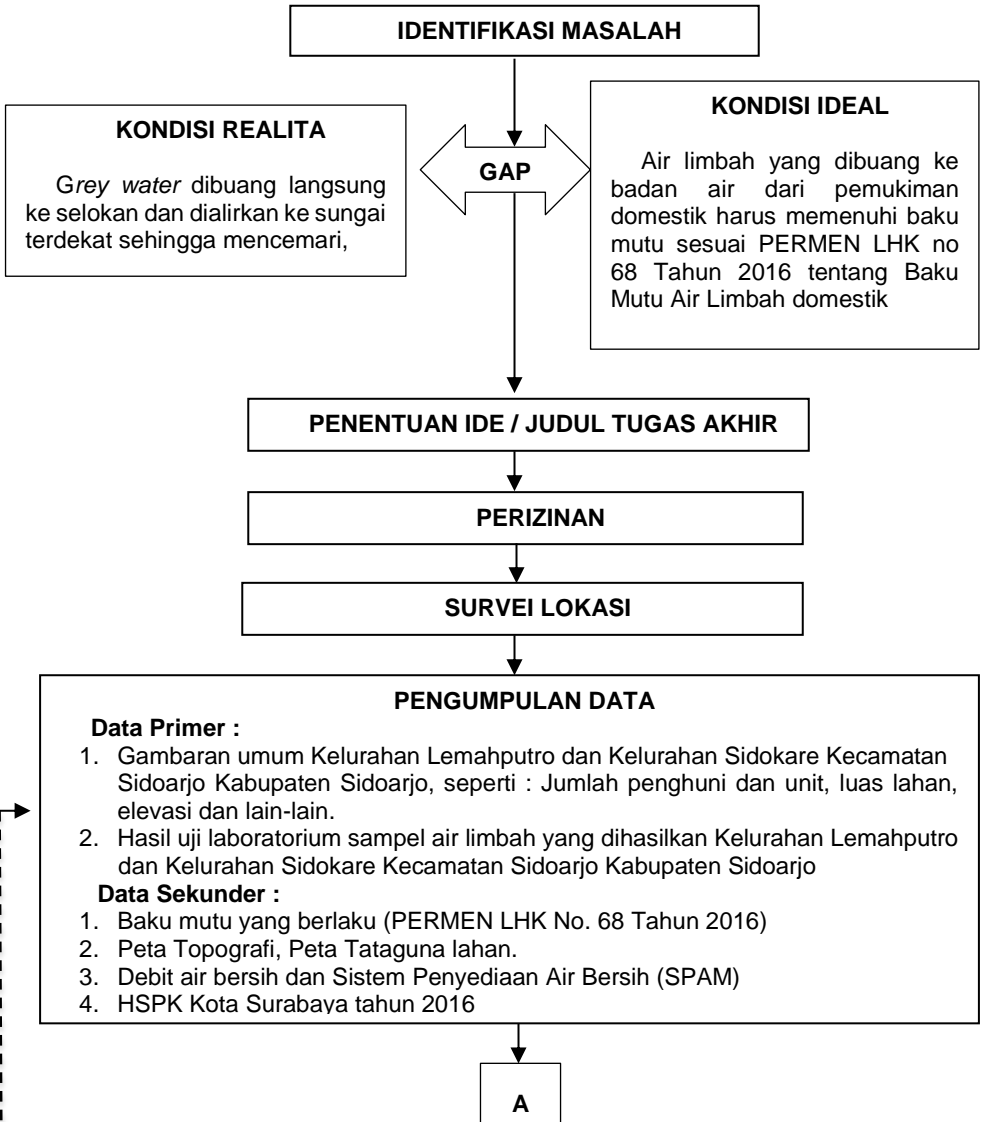 IDENTIFIKASI MASALAH
KONDISI REALITA
Grey water dibuang langsung
ke selokan dan dialirkan ke sungai
terdekat sehingga mencemari,
GAP
KONDISI IDEAL
Air limbah yang dibuang ke
badan air dari pemukiman
domestik harus memenuhi baku
mutu sesuai PERMEN LHK no
68 Tahun 2016 tentang Baku
Mutu Air Limbah domestik
PENENTUAN IDE / JUDUL TUGAS AKHIR
PERIZINAN
SURVEI LOKASI
PENGUMPULAN DATA
Data Primer :
1. Gambaran umum Kelurahan Lemahputro dan Kelurahan Sidokare Kecamatan
Sidoarjo Kabupaten Sidoarjo, seperti : Jumlah penghuni dan unit, luas lahan,
elevasi dan lain-lain.
2. Hasil uji laboratorium sampel air limbah yang dihasilkan Kelurahan Lemahputro
dan Kelurahan Sidokare Kecamatan Sidoarjo Kabupaten Sidoarjo
Data Sekunder :
1. Baku mutu yang berlaku (PERMEN LHK No. 68 Tahun 2016)
2. Peta Topografi, Peta Tataguna lahan.
3. Debit air bersih dan Sistem Penyediaan Air Bersih (SPAM)
4. HSPK Kota Surabaya tahun 2016
A